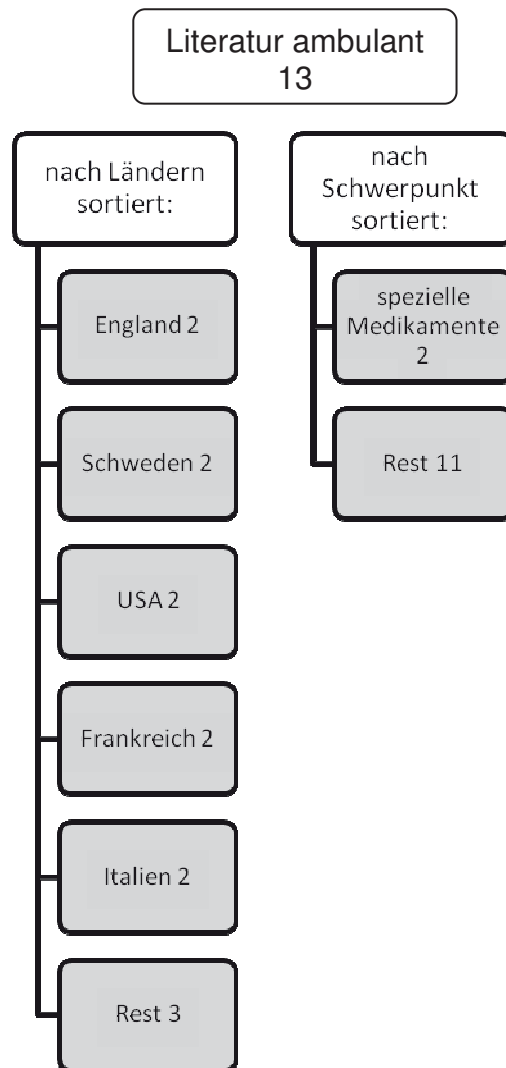 Literatur ambulant
13
nach Ländern
sortiert:
England 2
Schweden 2
USA 2
Frankreich 2
Italien 2
Rest 3
nach
Schwerpunkt
sortiert:
spezielle
Medikamente
2
Rest 11